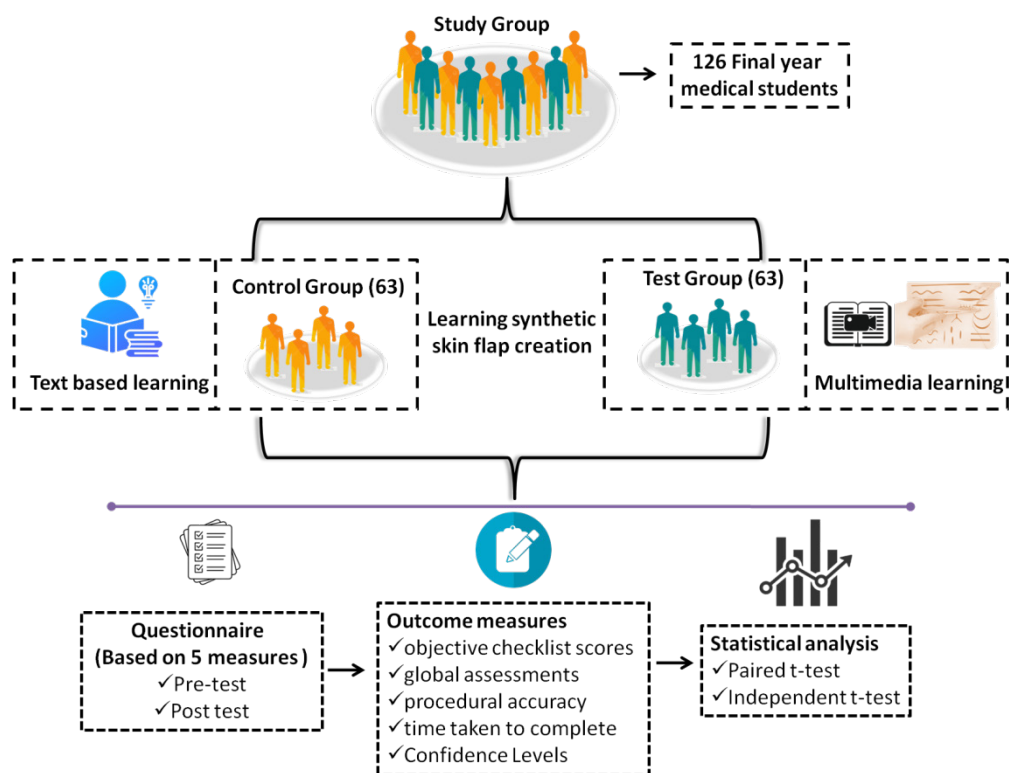 Study Group
126 Final year
medical students
Control Group (63)
Text based learning
Learning synthetic
skin flap creation
Test Group (63)
Multimedia learning
Questionnaire
(Based on 5 measures )
✓Pre-test
✓Post test
Outcome measures
✓objective checklist scores
✓global assessments
✓procedural accuracy
✓time taken to complete
✓Confidence Levels
Statistical analysis
✓Paired t-test
✓Independent t-test